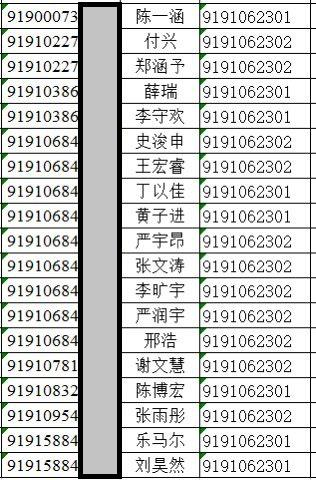 91900073 陈一涵 9191062301
91910227 付兴 9191062302
91910227 郑涵予 9191062302
91910386 薛瑞 9191062301
91910386 李守欢 9191062301
91910684 史浚申 9191062302
91910684 王宏睿 9191062302
91910684 丁以佳 9191062301
91910684 黄子进 9191062301
91910684 严宇昂 9191062302
91910684 张文涛 9191062302
91910684 李旷宇 9191062302
91910684 严润宇 9191062302
91910684 邢浩 9191062302
91910781 谢文慧 9191062302
91910832 陈博宏 9191062301
91910954 张雨彤 9191062302
91915884 乐马尔 9191062301
91915884 刘昊然 9191062301